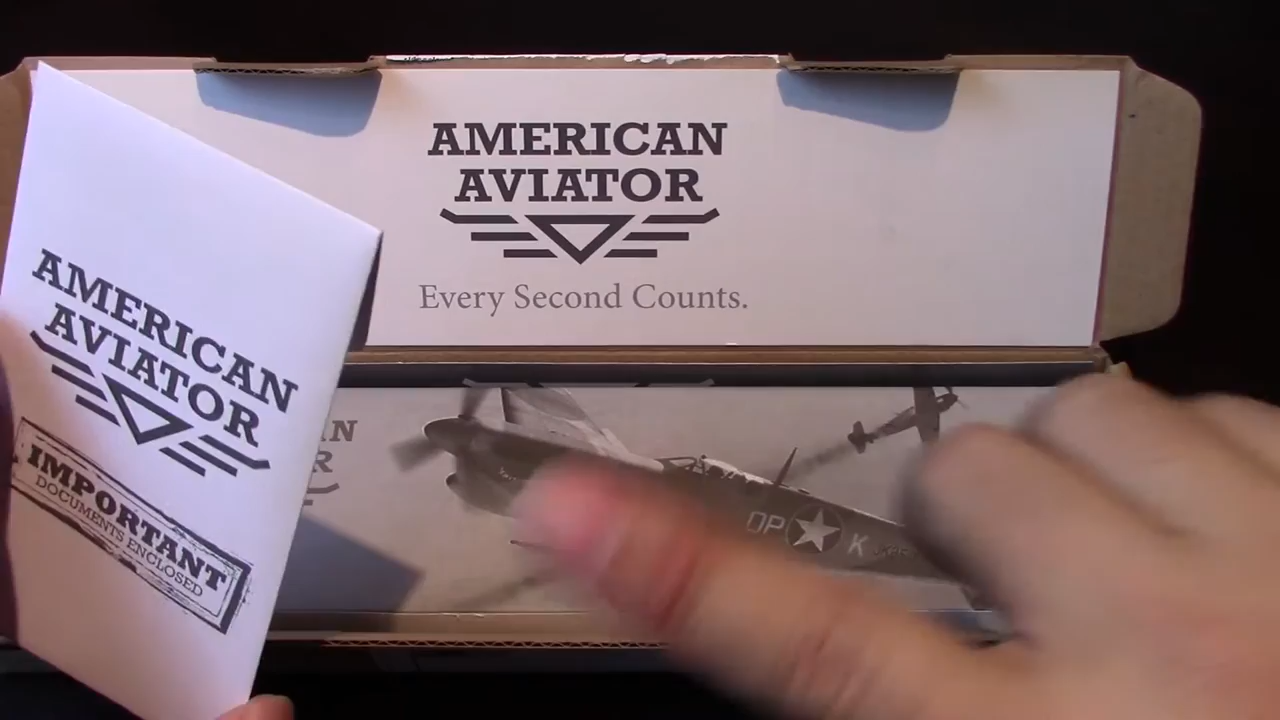 AMERICAN
AVIATOR
Every Second Counts.
AMERICAN
AVIATOR
IMPORTANT
DOCUMENTS ENCLOSED
OP K